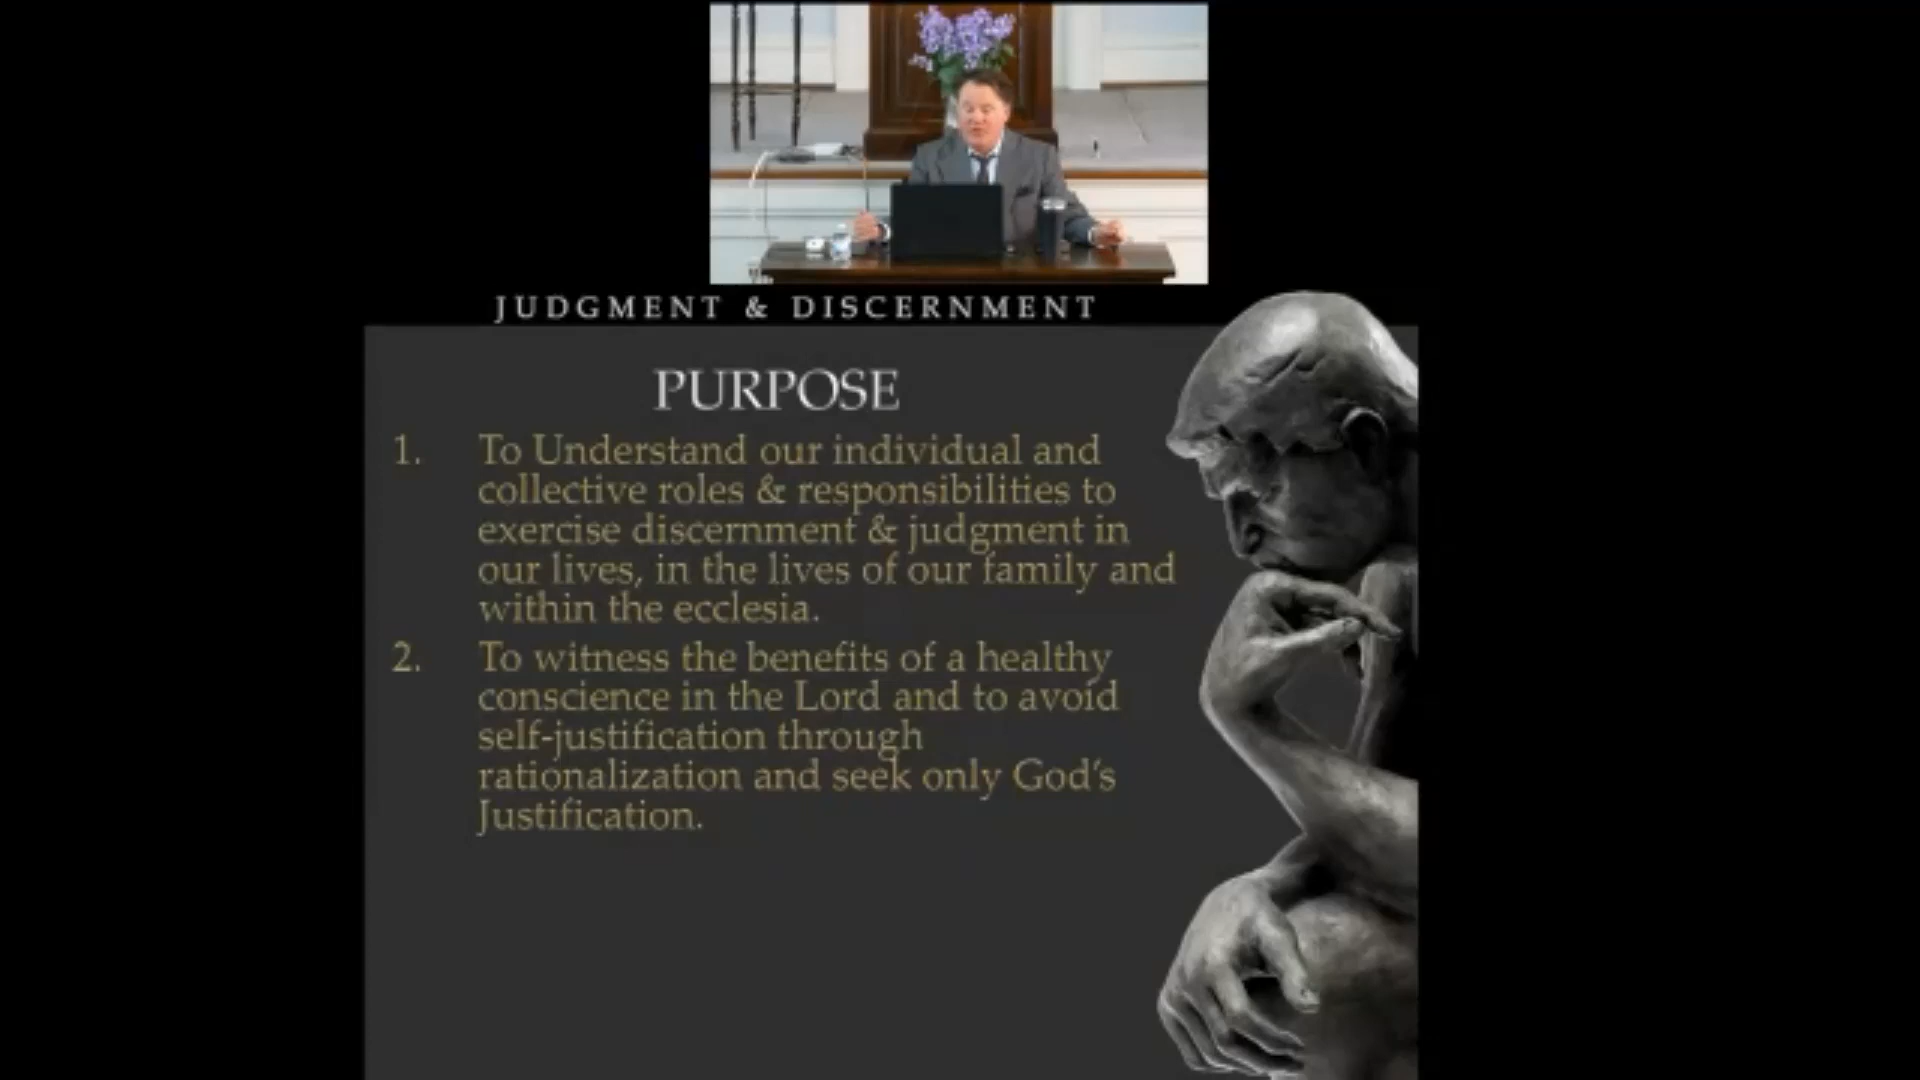 JUDGMENT & DISCERNMENT
PURPOSE
1. To Understand our individual and
collective roles & responsibilities to
exercise discernment & judgment in
our lives, in the lives of our family and
within the ecclesia.
2. To witness the benefits of a healthy
conscience in the Lord and to avoid
self-justification through
rationalization and seek only God's
Justification.